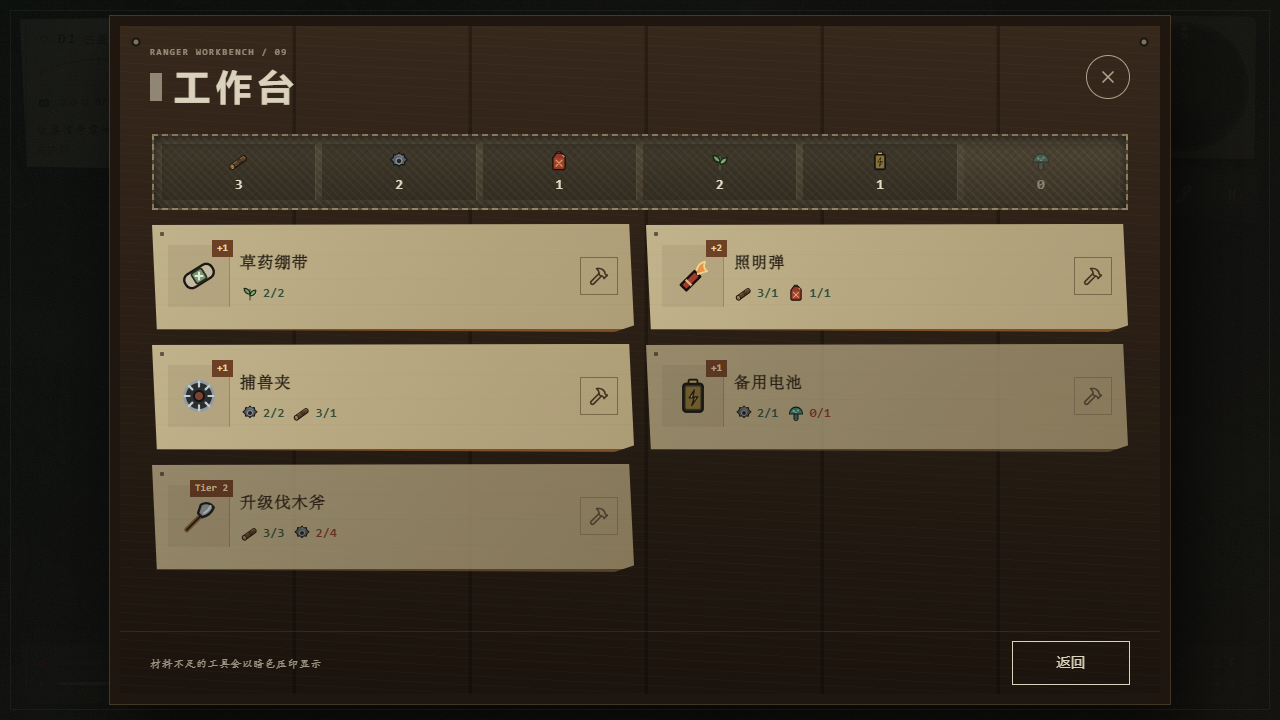 RANGER WORKBENCH / 09
工作台
3 2 1 2 1 0
+1
草药绷带
2/2
+2
照明弹
3/1 1/1
+1
捕兽夹
2/2 3/1
+1
备用电池
2/1 0/1
Tier 2
升级伐木斧
3/3 2/4
材料不足的工具会以暗色压印显示
返回